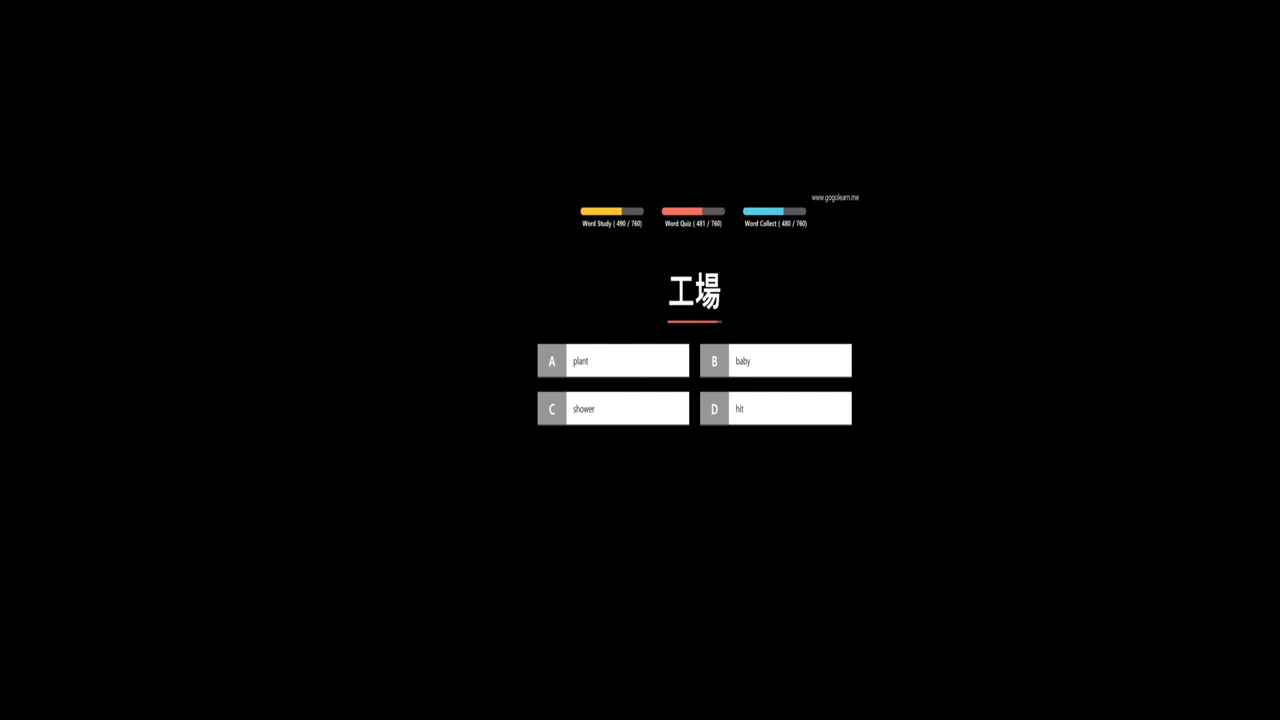 www.gogolearn.me
Word Study ( 490 / 760)
Word Quiz ( 481 / 760)
Word Collect ( 480 / 760)
工場
A plant
B baby
C shower
D hit